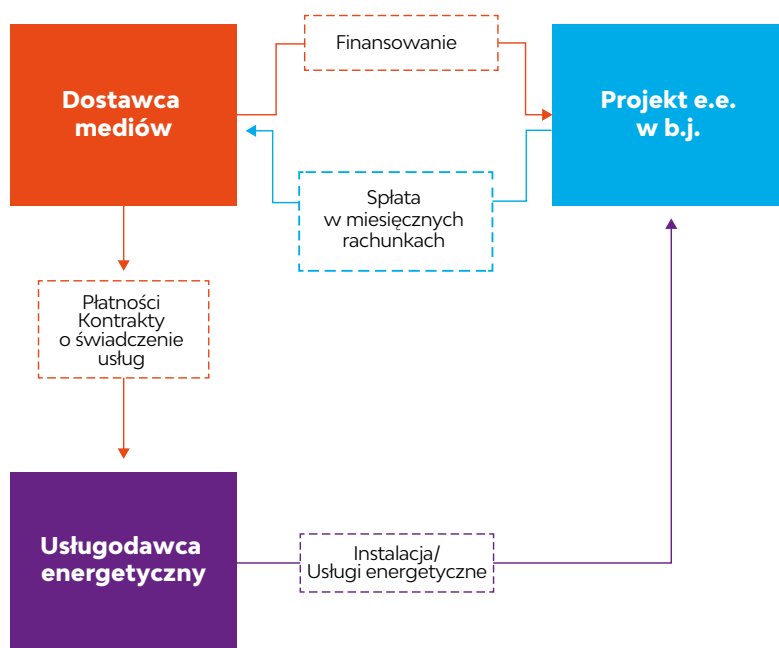 Dostawca
mediów
Finansowanie
Projekt e.e.
w b.j.
Spłata
w miesięcznych
rachunkach
Płatności
Kontrakty
o świadczenie
usług
Usługodawca
energetyczny
Instalacja/
Usługi energetyczne